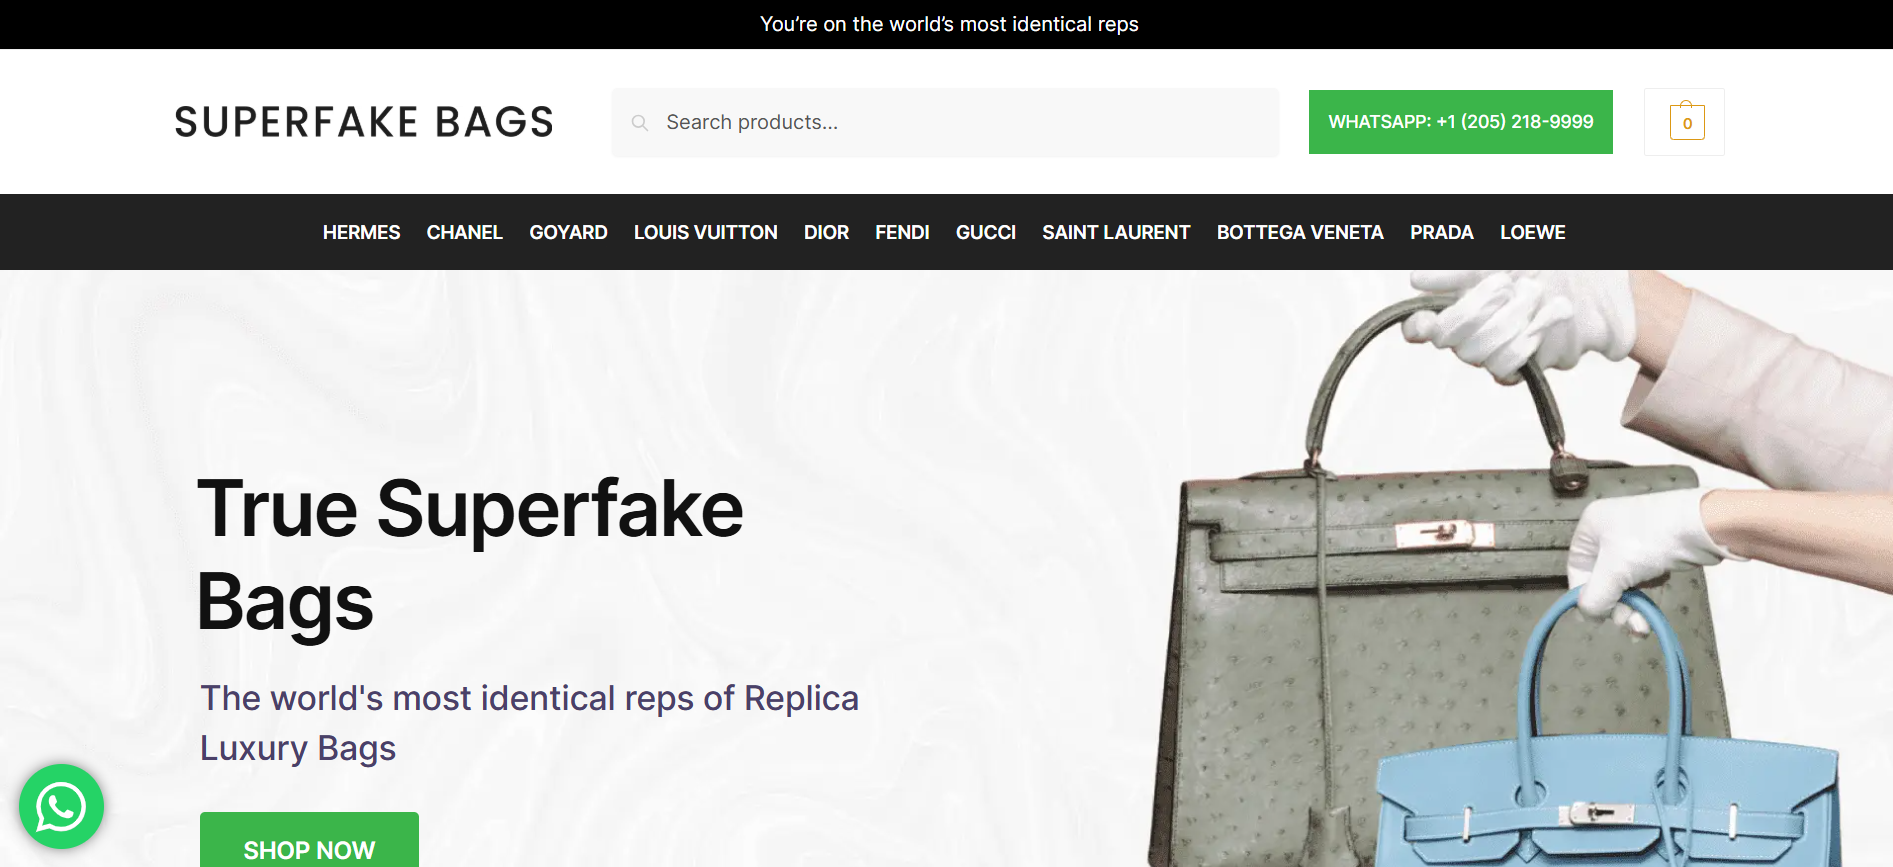 You’re on the world’s most identical reps
SUPERFAKE BAGS
Search products...
WHATSAPP: +1 (205) 218-9999
0
HERMES CHANEL GOYARD LOUIS VUITTON DIOR FENDI GUCCI SAINT LAURENT BOTTEGA VENETA PRADA LOEWE
True Superfake
Bags
The world's most identical reps of Replica
Luxury Bags
SHOP NOW